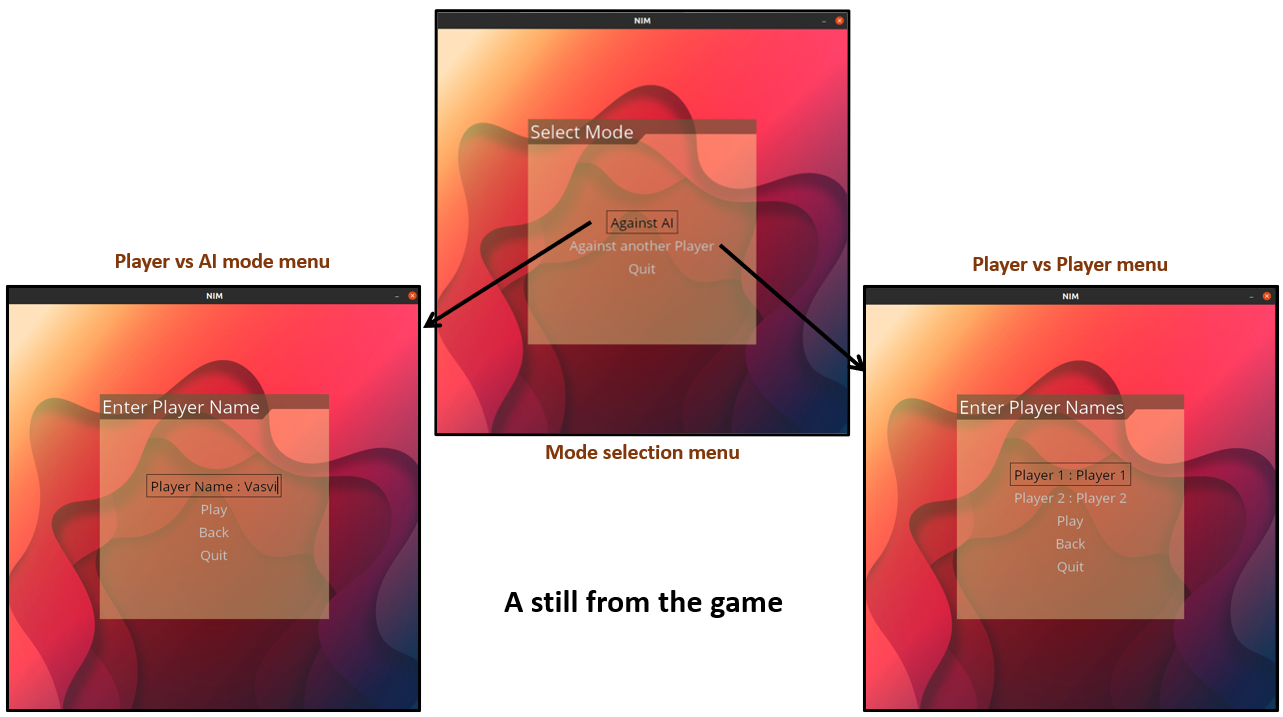 NIM
Select Mode
Against AI
Against another Player
Quit
Mode selection menu
Player vs AI mode menu
NIM
Enter Player Name
Player Name : Vasvi
Play
Back
Quit
Player vs Player menu
NIM
Enter Player Names
Player 1 : Player 1
Player 2 : Player 2
Play
Back
Quit
A still from the game